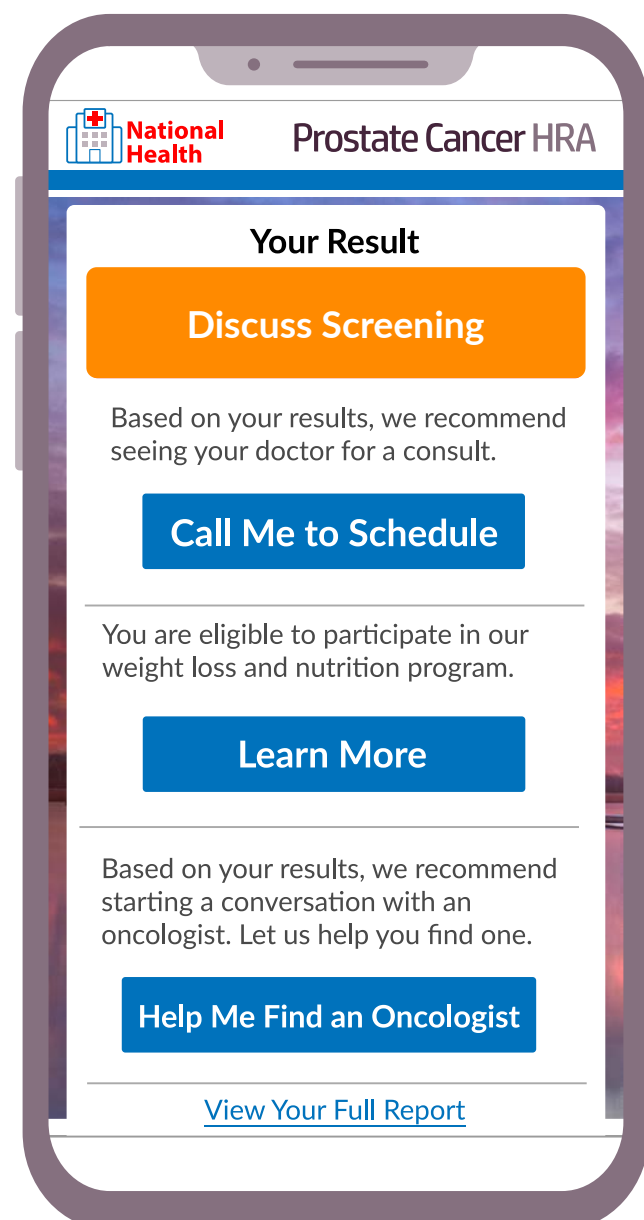 National
Health
Prostate Cancer HRA
Your Result
Discuss Screening
Based on your results, we recommend
seeing your doctor for a consult.
Call Me to Schedule
You are eligible to participate in our
weight loss and nutrition program.
Learn More
Based on your results, we recommend
starting a conversation with an
oncologist. Let us help you find one.
Help Me Find an Oncologist
View Your Full Report